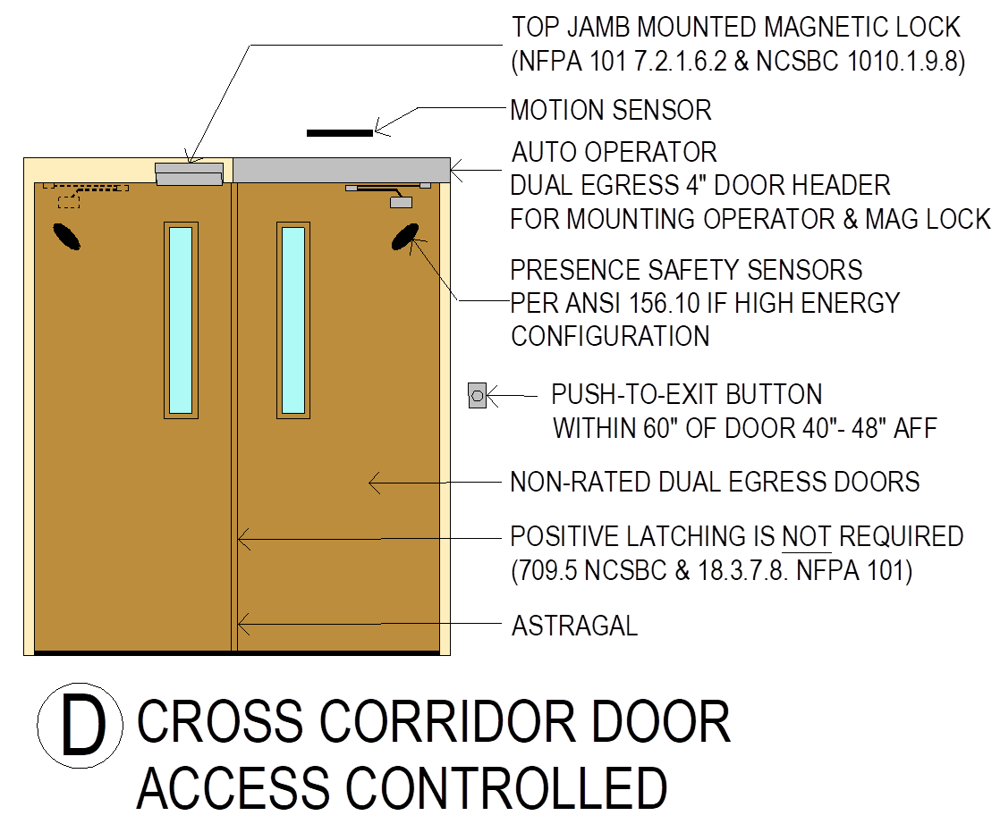 TOP JAMB MOUNTED MAGNETIC LOCK
(NFPA 101 7.2.1.6.2 & NCSBC 1010.1.9.8)
MOTION SENSOR
AUTO OPERATOR
DUAL EGRESS 4" DOOR HEADER
FOR MOUNTING OPERATOR & MAG LOCK
PRESENCE SAFETY SENSORS
PER ANSI 156.10 IF HIGH ENERGY
CONFIGURATION
PUSH-TO-EXIT BUTTON
WITHIN 60" OF DOOR 40"- 48" AFF
NON-RATED DUAL EGRESS DOORS
POSITIVE LATCHING IS NOT REQUIRED
(709.5 NCSBC & 18.3.7.8. NFPA 101)
ASTRAGAL
D CROSS CORRIDOR DOOR
ACCESS CONTROLLED